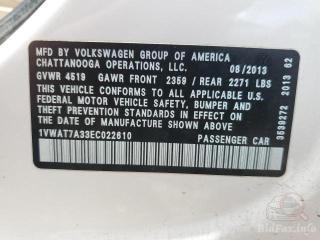 MFD BY VOLKSWAGEN GROUP OF AMERICA
CHATTANOOGA OPERATIONS, LLC. 06/2013
GVWR 4519 GAWR FRONT 2359 / REAR 2271 LBS
THIS VEHICLE CONFORMS TO ALL APPLICABLE U.S.
FEDERAL MOTOR VEHICLE SAFETY, BUMPER AND
THEFT PREVENTION STANDARDS IN EFFECT ON THE
DATE OF MANUFACTURE SHOWN ABOVE
1VWAT7A33EC022610 PASSENGER CAR
3539272 2013 62
BidFax.info